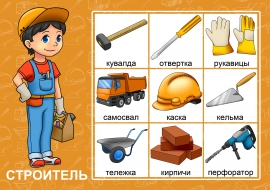 кувалда отвертка рукавицы
самосвал каска кельма
СТРОИТЕЛЬ
тележка кирпичи перфоратор